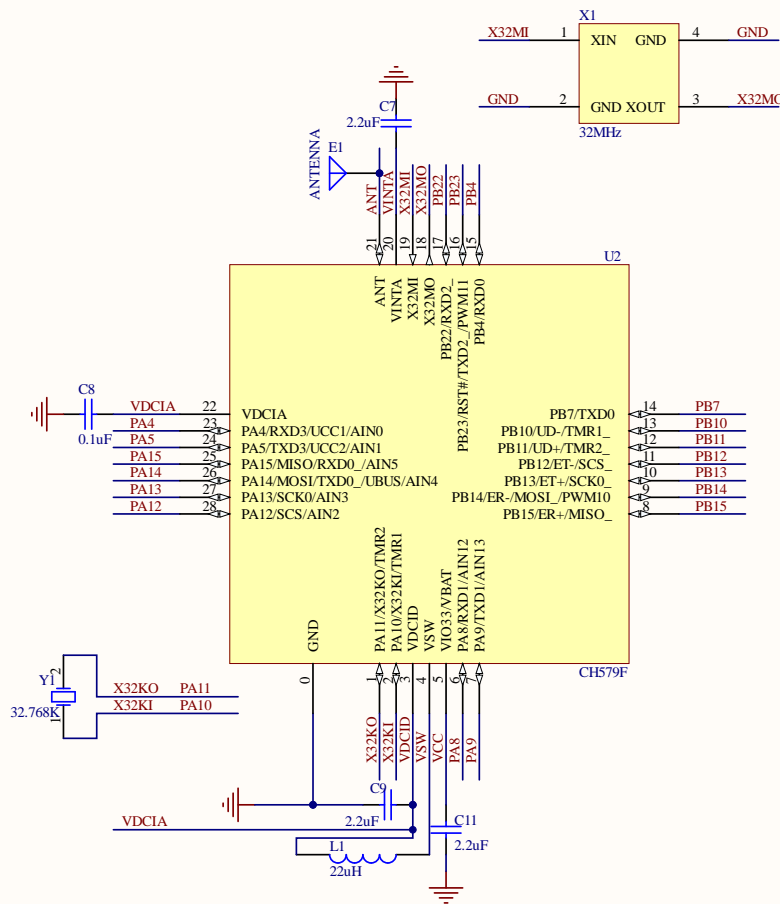 X1
X32MI 1 XIN GND 4 GND
GND 2 GND XOUT 3 X32MO
32MHz
C7
2.2uF
E1
ANTENNA
ANT
VINTA
X32MI
X32MO
PB22
PB23
PB4
21
20
19
18
17
16
15
U2
ANT
VINTA
X32MI
X32MO
PB22/RXD2_
PB23/RST#/TXD2_/PWM11
PB4/RXD0
C8
0.1uF
VDCIA 22 VDCIA
PA4 23 PA4/RXD3/UCC1/AIN0
PA5 24 PA5/TXD3/UCC2/AIN1
PA15 25 PA15/MISO/RXD0_/AIN5
PA14 26 PA14/MOSI/TXD0_/UBUS/AIN4
PA13 27 PA13/SCK0/AIN3
PA12 28 PA12/SCS/AIN2
PB7/TXD0 14 PB7
PB10/UD-/TMR1_ 13 PB10
PB11/UD+/TMR2_ 12 PB11
PB12/ET-/SCS_ 11 PB12
PB13/ET+/SCK0_ 10 PB13
PB14/ER-/MOSI_/PWM10 9 PB14
PB15/ER+/MISO_ 8 PB15
GND
PA11/X32KO/TMR2
PA10/X32KI/TMR1
VDCID
VSW
VIO33/VBAT
PA8/RXD1/AIN12
PA9/TXD1/AIN13
CH579F
0
1
2
3
4
5
6
7
X32KO
X32KI
VDCID
VSW
VCC
PA8
PA9
Y1
2
1
32.768K
X32KO PA11
X32KI PA10
C9
2.2uF
VDCIA
L1
22uH
C11
2.2uF